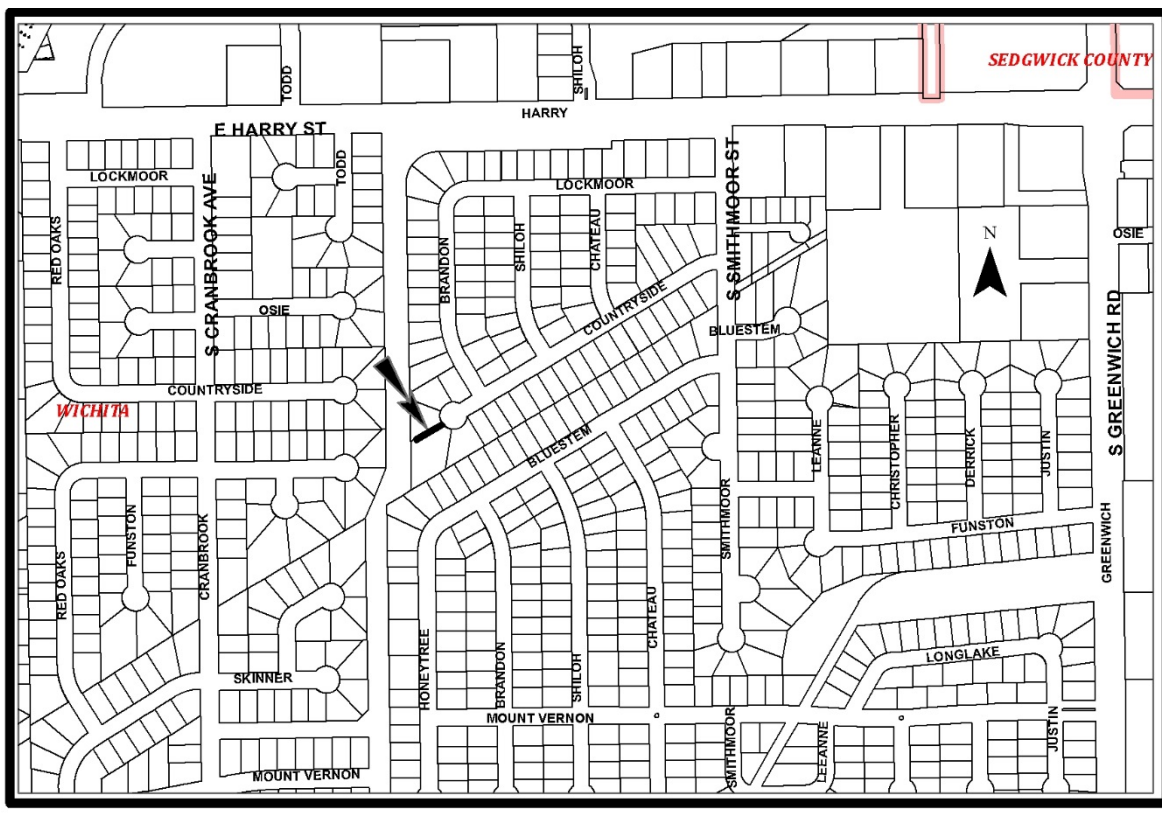 SEDGWICK COUNTY
TODD
SHILOH
HARRY
E HARRY ST
LOCKMOOR
TODD
S CRANBROOK AVE
RED OAKS
LOCKMOOR
S SMITHMOOR ST
BRANDON
SHILOH
CHATEAU
OSIE
N
OSIE
COUNTRYSIDE
BLUESTEM
S GREENWICH RD
COUNTRYSIDE
WICHITA
BLUESTEM
LEANNE
CHRISTOPHER
DERRICK
JUSTIN
FUNSTON
CRANBROOK
RED OAKS
SMITHMOOR
FUNSTON
GREENWICH
HONEYTREE
BRANDON
SHILOH
CHATEAU
LONGLAKE
SKINNER
MOUNT VERNON
SMITHMOOR
LEEANNE
JUSTIN
MOUNT VERNON